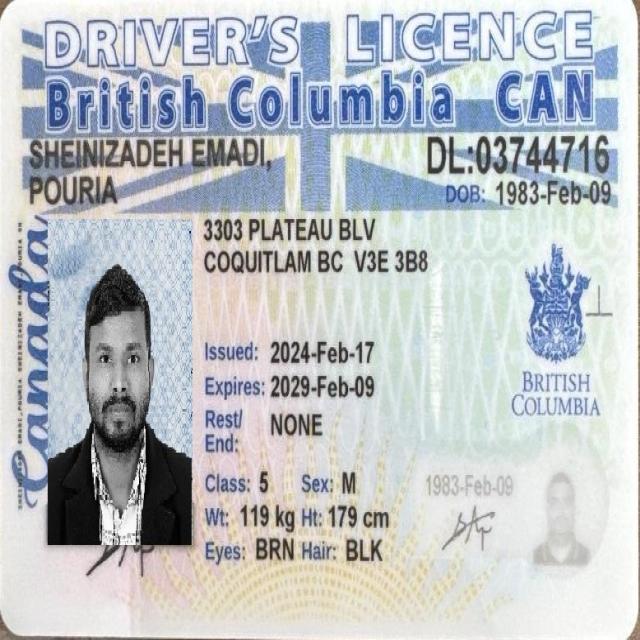 DRIVER'S LICENCE
British Columbia CAN
SHEINIZADEH EMADI,
POURIA
DL:03744716
DOB: 1983-Feb-09
3303 PLATEAU BLV
COQUITLAM BC V3E 3B8
Canada
Issued: 2024-Feb-17
Expires: 2029-Feb-09
Rest/
End: NONE
Class: 5 Sex: M
Wt: 119 kg Ht: 179 cm
Eyes: BRN Hair: BLK
BRITISH
COLUMBIA
1983-Feb-09